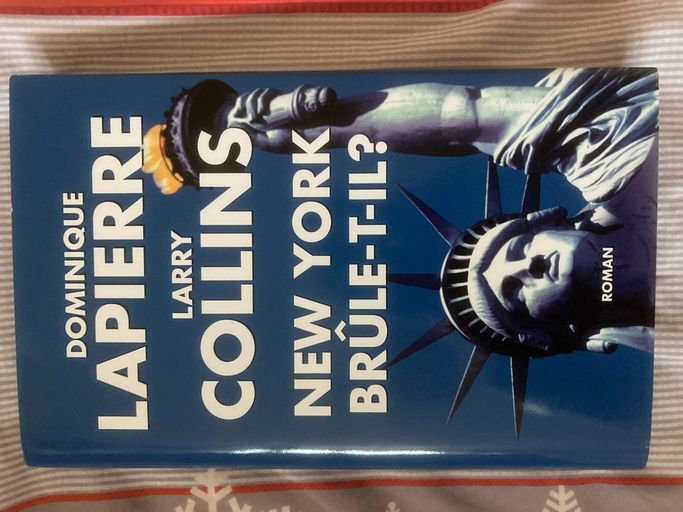 DOMINIQUE
LAPIERRE
LARRY
COLLINS
NEW YORK
BRÛLE-T-IL?
ROMAN